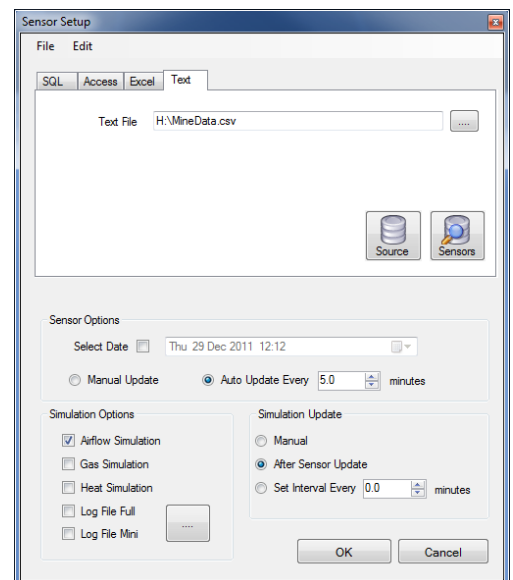 Sensor Setup
File Edit
SQL Access Excel Text
Text File H:\MineData.csv ....
Source Sensors
Sensor Options
Select Date Thu 29 Dec 2011 12:12
Manual Update Auto Update Every 5.0 minutes
Simulation Options
Airflow Simulation
Gas Simulation
Heat Simulation
Log File Full
Log File Mini
....
Simulation Update
Manual
After Sensor Update
Set Interval Every 0.0 minutes
OK Cancel